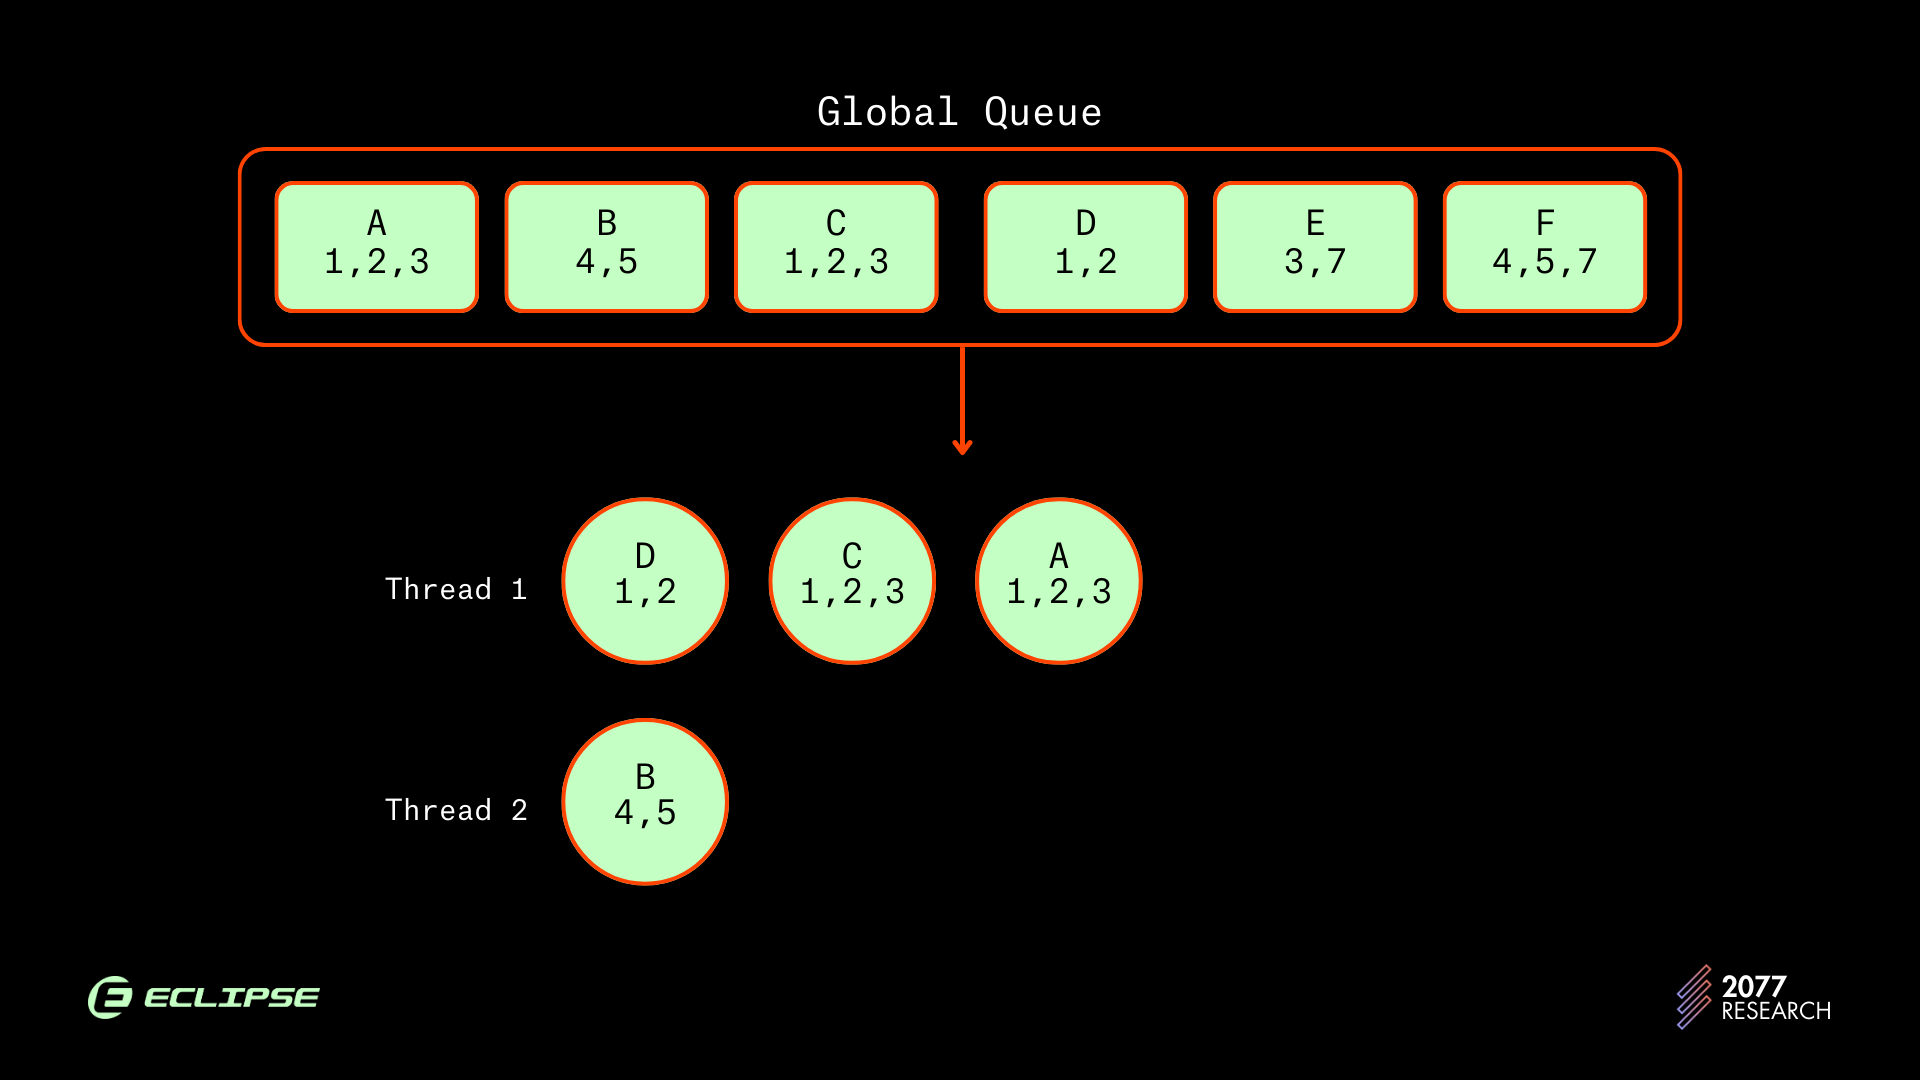 Global Queue
A
1,2,3
B
4,5
C
1,2,3
D
1,2
E
3,7
F
4,5,7
Thread 1
D
1,2
C
1,2,3
A
1,2,3
Thread 2
B
4,5
ECLIPSE
2077
RESEARCH